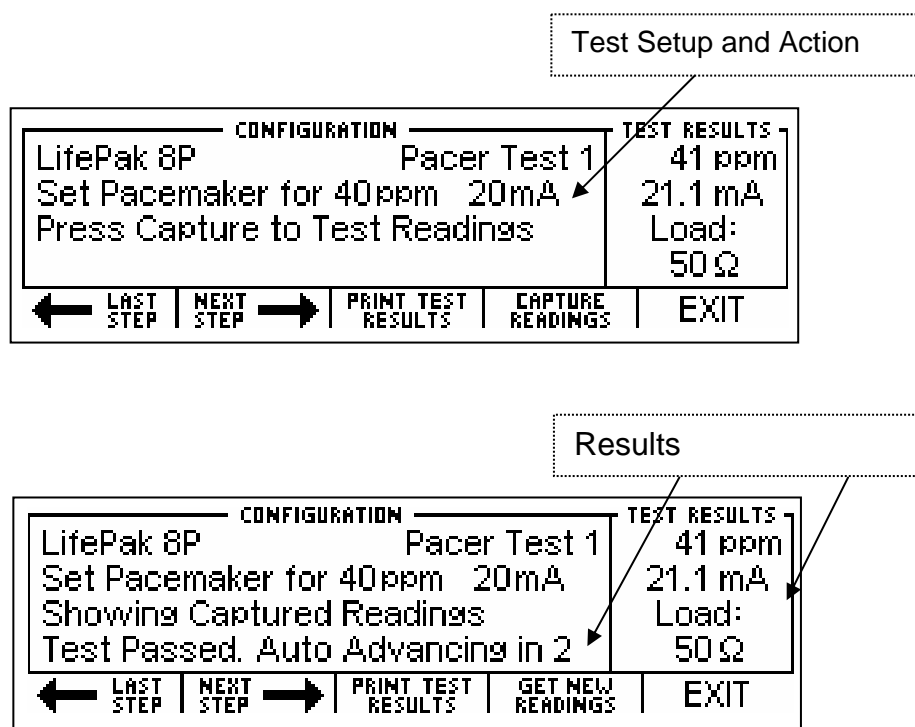 Test Setup and Action
CONFIGURATION
TEST RESULTS
LifePak 8P Pacer Test 1
41 ppm
Set Pacemaker for 40ppm 20mA
21.1 mA
Press Capture to Test Readings
Load:
50 Ω
LAST STEP
NEXT STEP
PRINT TEST RESULTS
CAPTURE READINGS
EXIT
Results
CONFIGURATION
TEST RESULTS
LifePak 8P Pacer Test 1
41 ppm
Set Pacemaker for 40ppm 20mA
21.1 mA
Showing Captured Readings
Load:
Test Passed. Auto Advancing in 2
50 Ω
LAST STEP
NEXT STEP
PRINT TEST RESULTS
GET NEW READINGS
EXIT